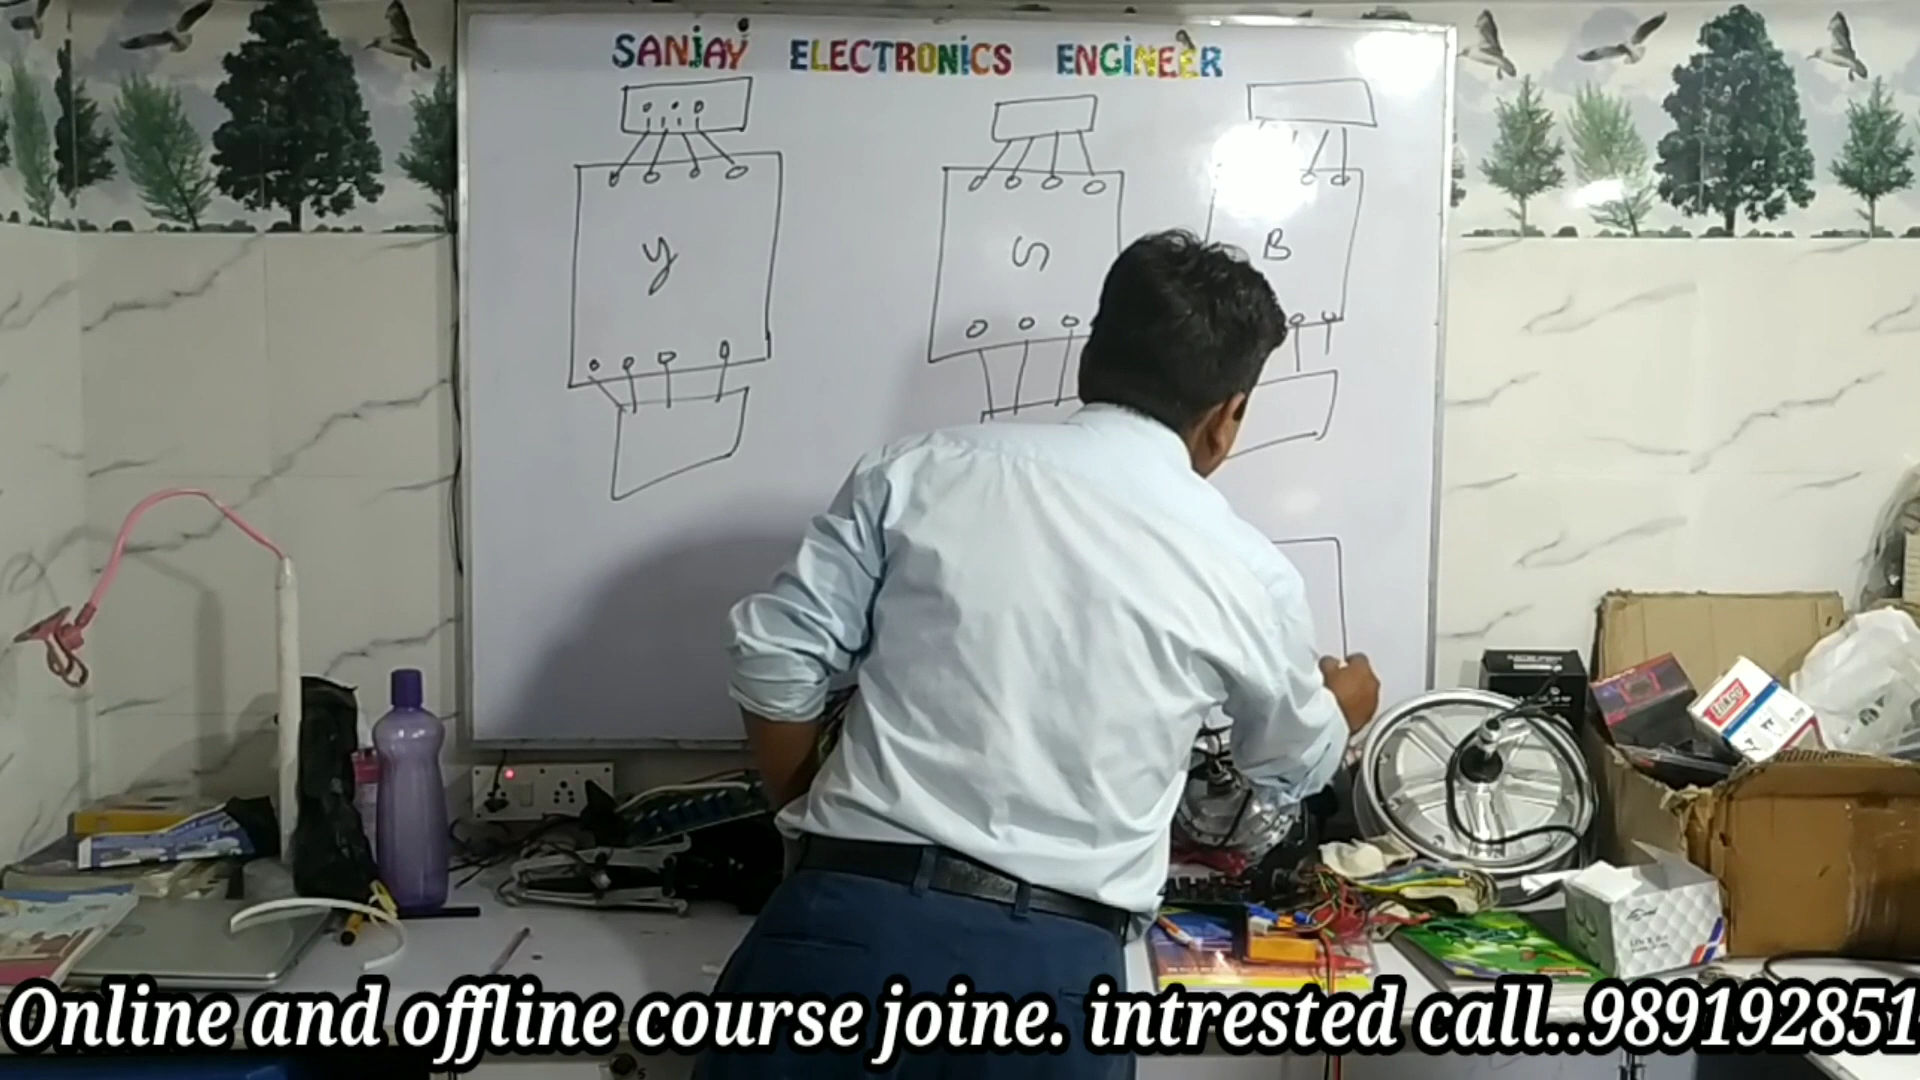 SANJAY ELECTRONICS ENGINEER
Y
S
B
Online and offline course joine. intrested call..989192851